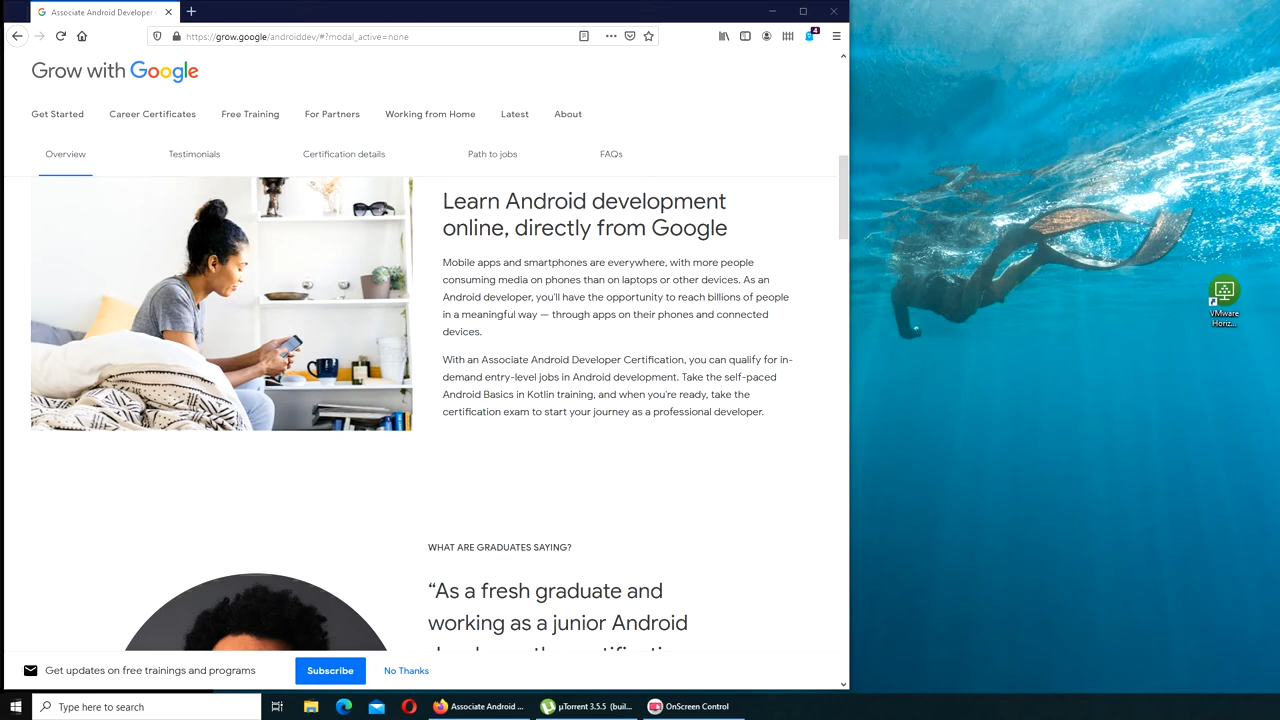 Associate Android Developer
https://grow.google/androiddev/#?modal_active=none
4
Grow with Google
Get Started
Career Certificates
Free Training
For Partners
Working from Home
Latest
About
Overview
Testimonials
Certification details
Path to jobs
FAQs
Learn Android development
online, directly from Google
Mobile apps and smartphones are everywhere, with more people
consuming media on phones than on laptops or other devices. As an
Android developer, you'll have the opportunity to reach billions of people
in a meaningful way — through apps on their phones and connected
devices.
With an Associate Android Developer Certification, you can qualify for in-
demand entry-level jobs in Android development. Take the self-paced
Android Basics in Kotlin training, and when you're ready, take the
certification exam to start your journey as a professional developer.
WHAT ARE GRADUATES SAYING?
“As a fresh graduate and
working as a junior Android
Get updates on free trainings and programs
Subscribe
No Thanks
VMware
Horiz...
Type here to search
Associate Android ...
µTorrent 3.5.5 (buil...
OnScreen Control